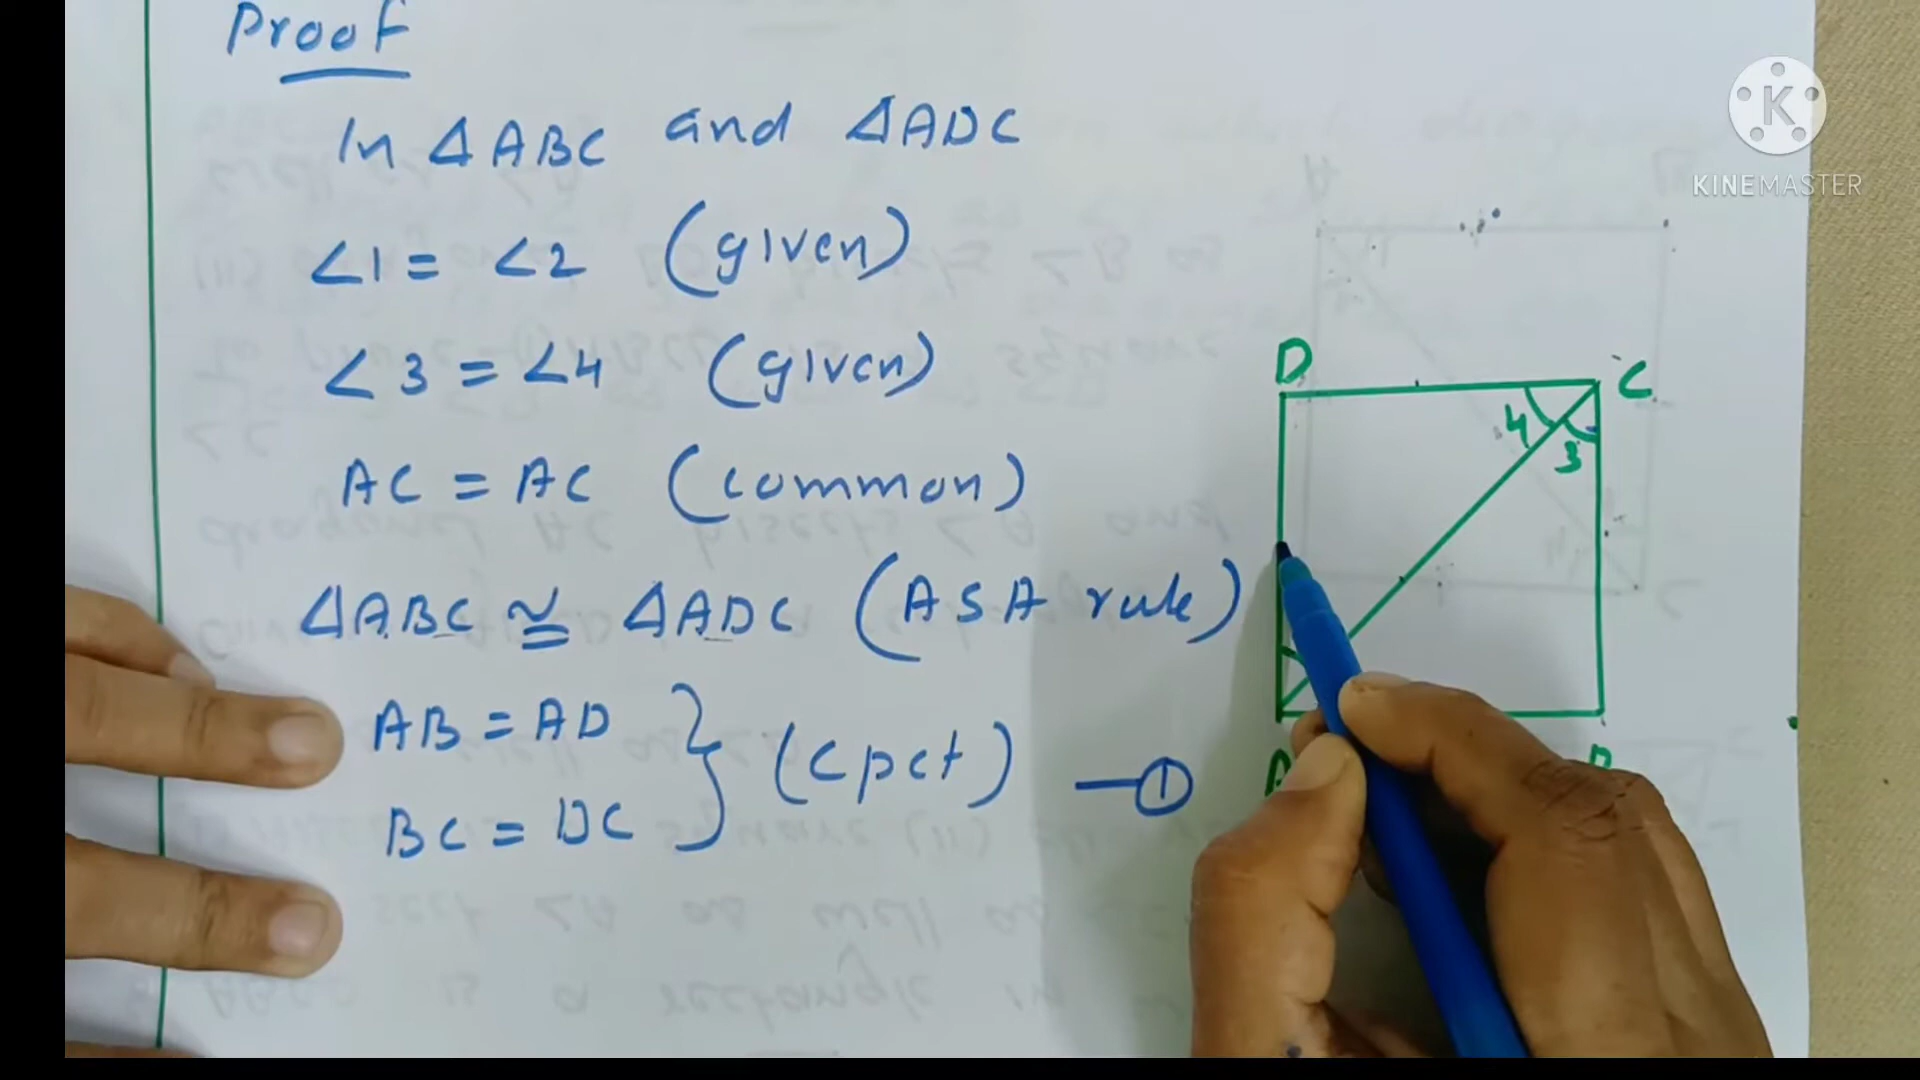 Proof
In ΔABC and ΔADC
∠1 = ∠2 (given)
∠3 = ∠4 (given)
AC = AC (common)
ΔABC ≅ ΔADC (ASA rule)
AB = AD
BC = DC } (cpct) —①
D
C
4
3
A
B
K
KINEMASTER